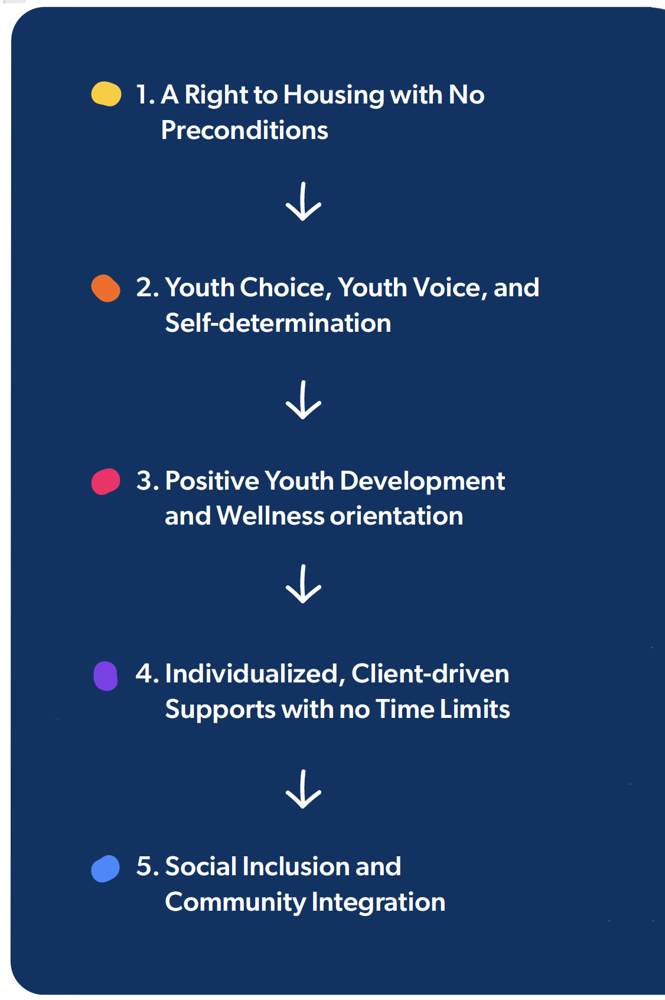 1. A Right to Housing with No
Preconditions
2. Youth Choice, Youth Voice, and
Self-determination
3. Positive Youth Development
and Wellness orientation
4. Individualized, Client-driven
Supports with no Time Limits
5. Social Inclusion and
Community Integration